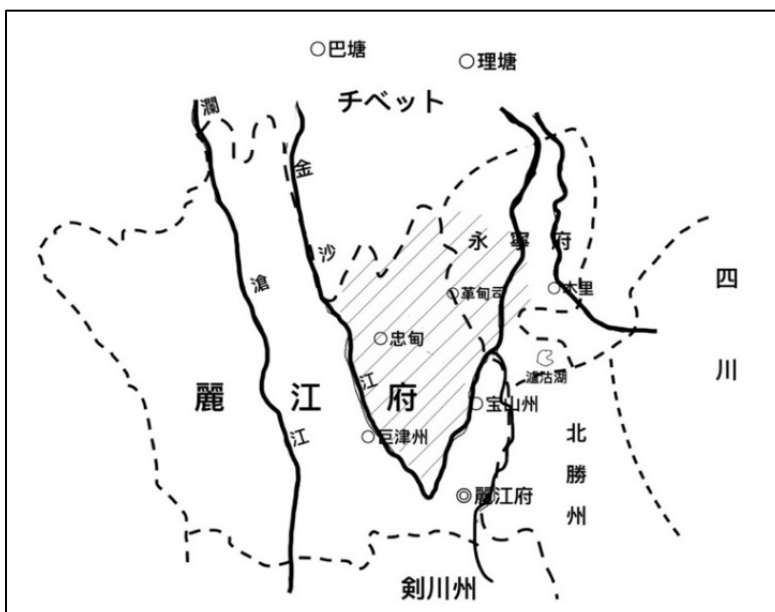 ○巴塘
○理塘
チベット
瀾
滄
江
金
沙
江
永寧府
○革甸司
○木里
四川
○忠甸
瀘沽湖
麗江府
○宝山州
○巨津州
北勝州
◎麗江府
剣川州